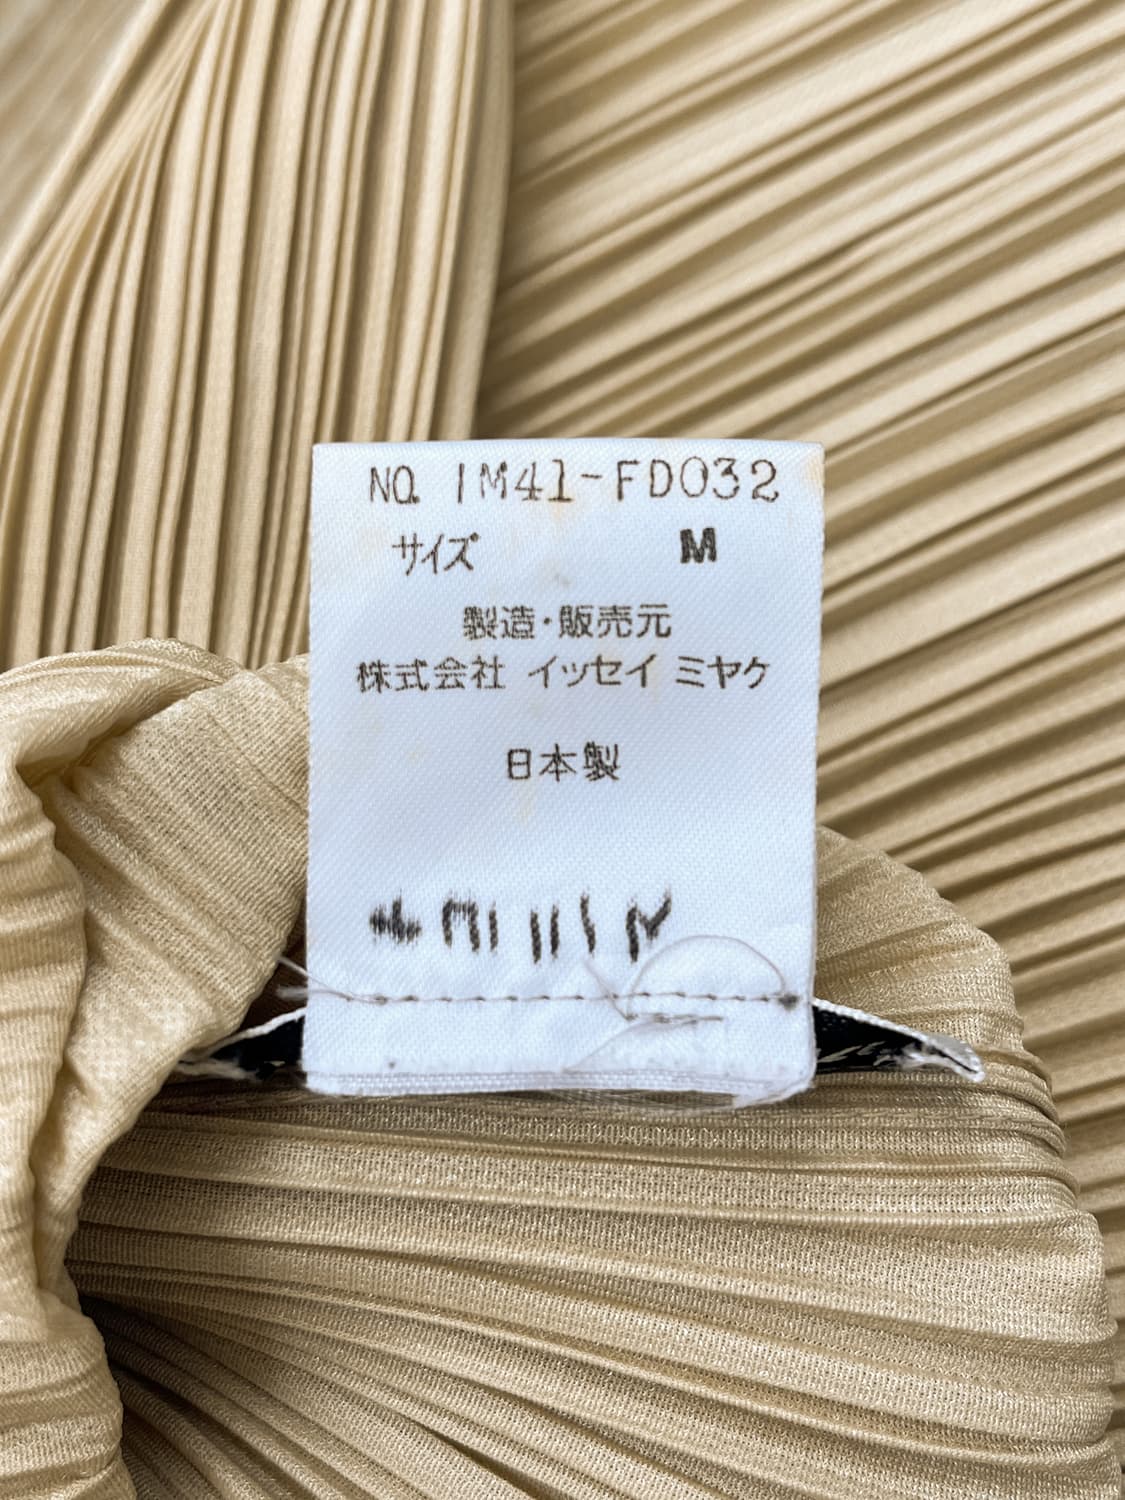 NO. IM41-FD032
サイズ M
製造・販売元
株式会社 イッセイ ミヤケ
日本製